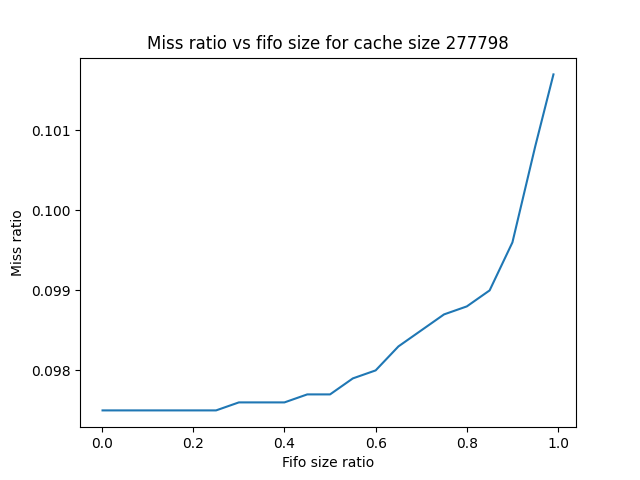 Miss ratio vs fifo size for cache size 277798
0.101
0.100
0.099
0.098
Miss ratio
0.0 0.2 0.4 0.6 0.8 1.0
Fifo size ratio